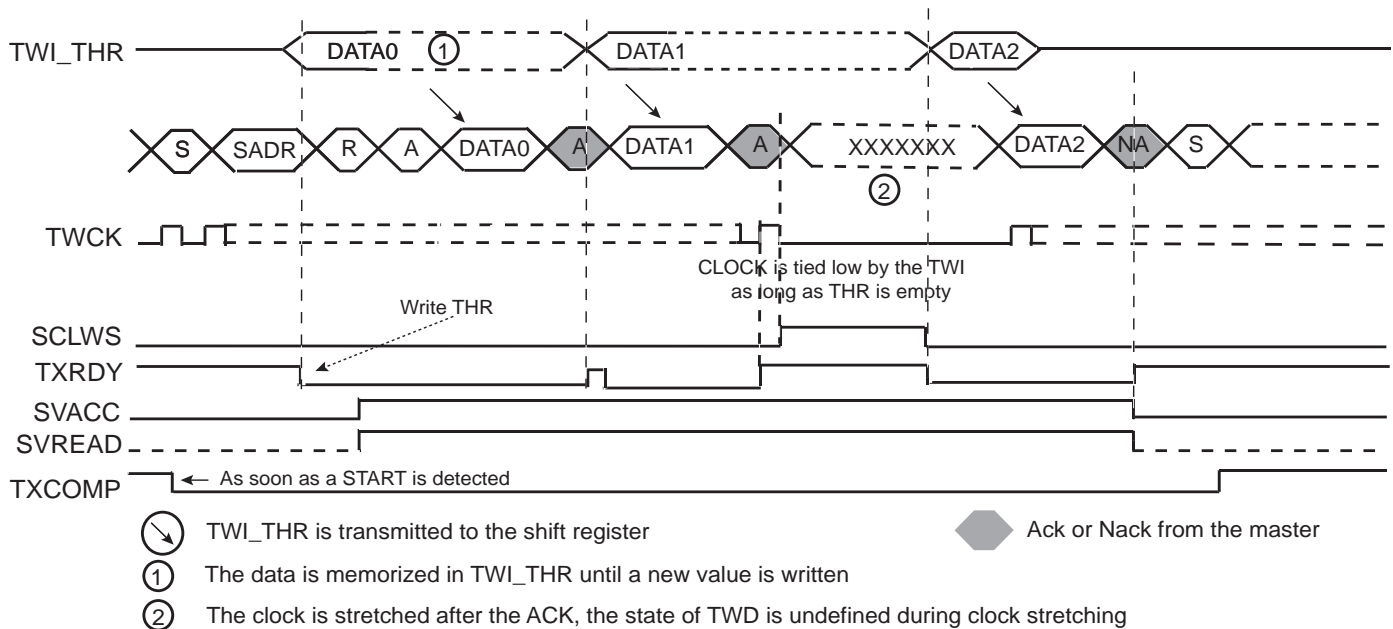 TWI_THR DATA0 1 DATA1 DATA2
S SADR R A DATA0 A DATA1 A XXXXXXX DATA2 NA S
2
TWCK
CLOCK is tied low by the TWI
as long as THR is empty
Write THR
SCLWS
TXRDY
SVACC
SVREAD
TXCOMP As soon as a START is detected
TWI_THR is transmitted to the shift register Ack or Nack from the master
1 The data is memorized in TWI_THR until a new value is written
2 The clock is stretched after the ACK, the state of TWD is undefined during clock stretching